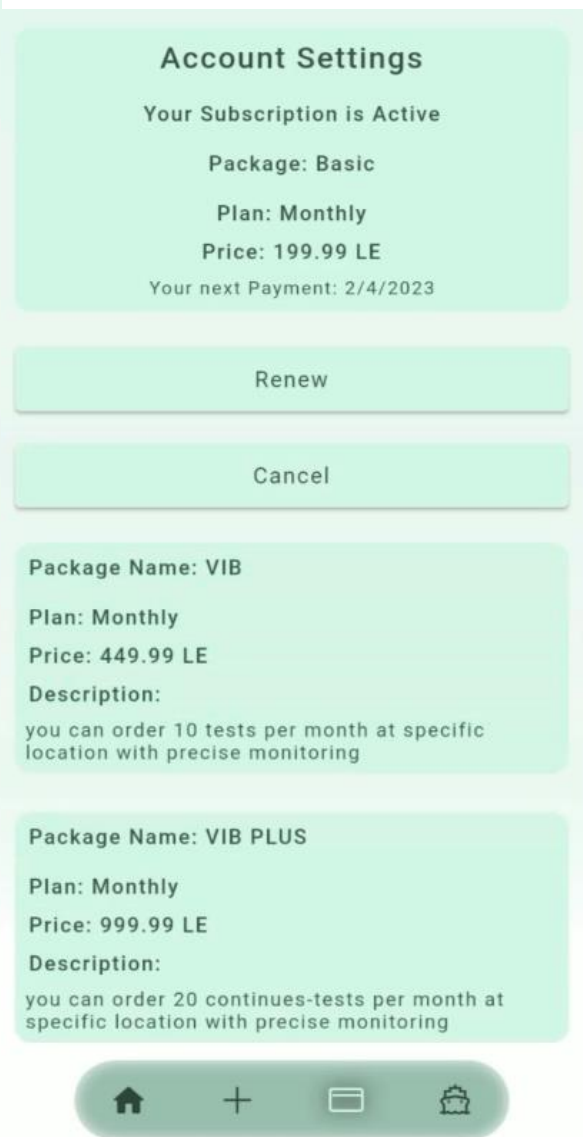 Account Settings
Your Subscription is Active
Package: Basic
Plan: Monthly
Price: 199.99 LE
Your next Payment: 2/4/2023
Renew
Cancel
Package Name: VIB
Plan: Monthly
Price: 449.99 LE
Description:
you can order 10 tests per month at specific
location with precise monitoring
Package Name: VIB PLUS
Plan: Monthly
Price: 999.99 LE
Description:
you can order 20 continues-tests per month at
specific location with precise monitoring